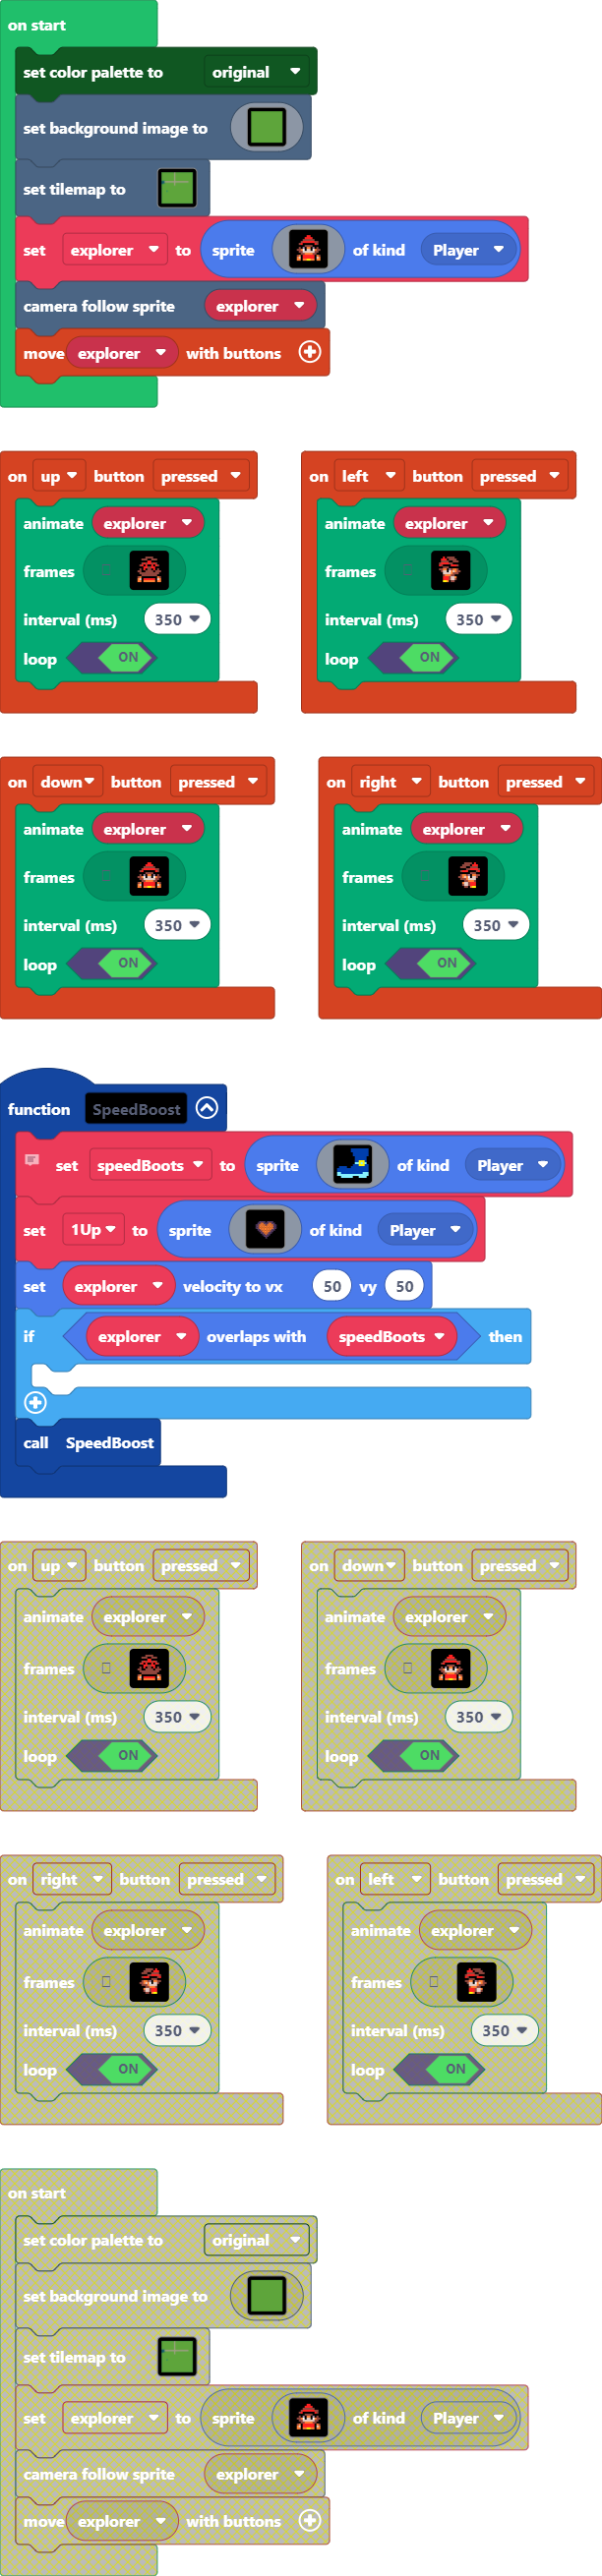 on start
set color palette to original
set background image to
set tilemap to
set explorer to sprite of kind Player
camera follow sprite explorer
move explorer with buttons
on up button pressed
animate explorer
frames
interval (ms) 350
loop ON
on left button pressed
animate explorer
frames
interval (ms) 350
loop ON
on down button pressed
animate explorer
frames
interval (ms) 350
loop ON
on right button pressed
animate explorer
frames
interval (ms) 350
loop ON
function SpeedBoost
set speedBoots to sprite of kind Player
set 1Up to sprite of kind Player
set explorer velocity to vx 50 vy 50
if explorer overlaps with speedBoots then
call SpeedBoost
on up button pressed
animate explorer
frames
interval (ms) 350
loop ON
on down button pressed
animate explorer
frames
interval (ms) 350
loop ON
on right button pressed
animate explorer
frames
interval (ms) 350
loop ON
on left button pressed
animate explorer
frames
interval (ms) 350
loop ON
on start
set color palette to original
set background image to
set tilemap to
set explorer to sprite of kind Player
camera follow sprite explorer
move explorer with buttons